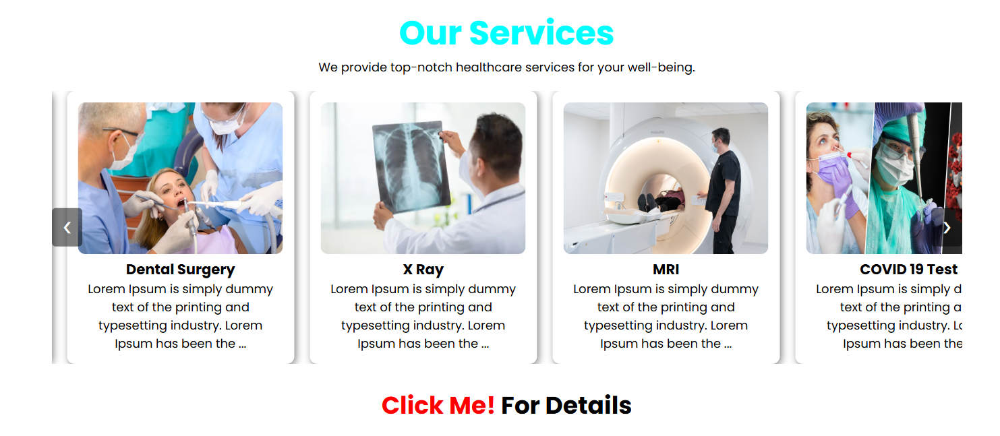 Our Services
We provide top-notch healthcare services for your well-being.
Dental Surgery
Lorem Ipsum is simply dummy
text of the printing and
typesetting industry. Lorem
Ipsum has been the ...
X Ray
Lorem Ipsum is simply dummy
text of the printing and
typesetting industry. Lorem
Ipsum has been the ...
MRI
Lorem Ipsum is simply dummy
text of the printing and
typesetting industry. Lorem
Ipsum has been the ...
COVID 19 Test
Lorem Ipsum is simply d
text of the printing a
typesetting industry. Lo
Ipsum has been the
Click Me! For Details